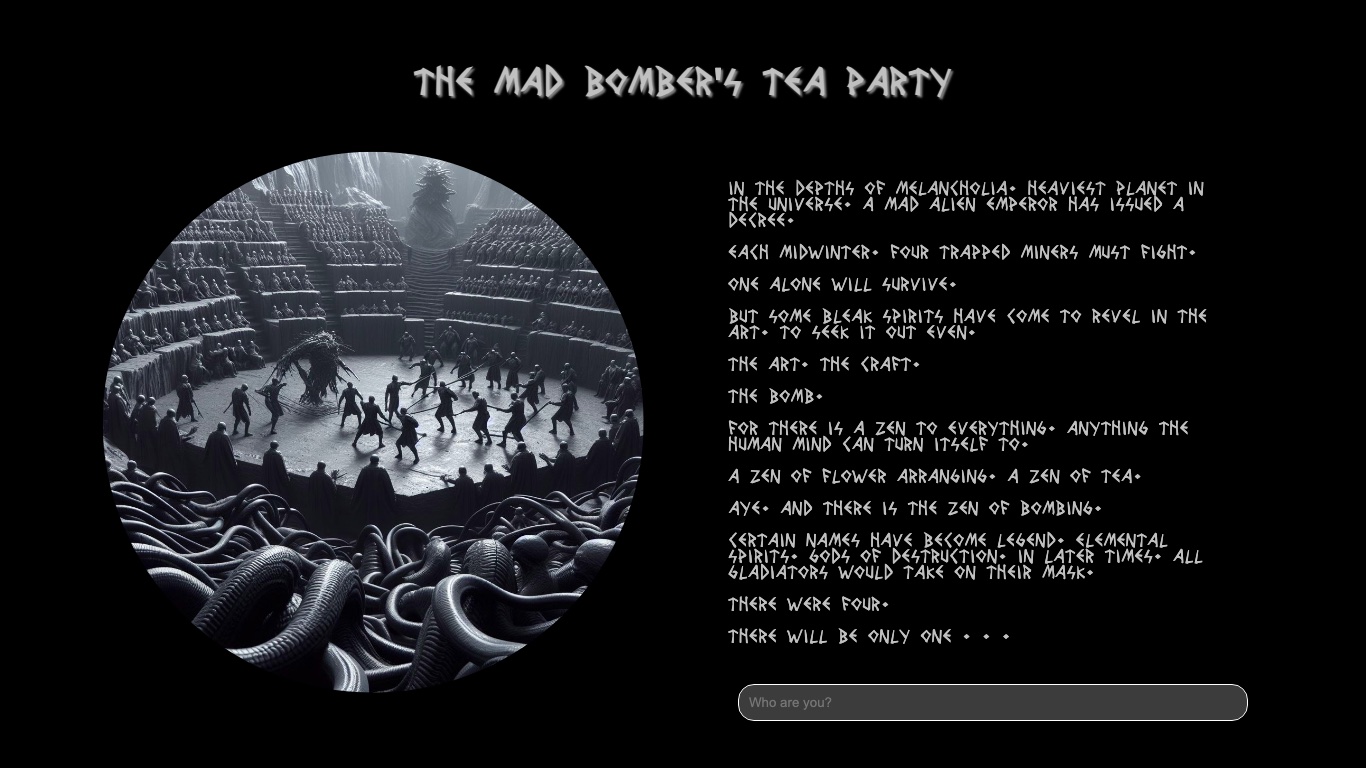 THE MAD BOMBER'S TEA PARTY
IN THE DEPTHS OF MELANCHOLIA. HEAVIEST PLANET IN
THE UNIVERSE. A MAD ALIEN EMPEROR HAS ISSUED A
DECREE.
EACH MIDWINTER. FOUR TRAPPED MINERS MUST FIGHT.
ONE ALONE WILL SURVIVE.
BUT SOME BLEAK SPIRITS HAVE COME TO REVEL IN THE
ART. TO SEEK IT OUT EVEN.
THE ART. THE CRAFT.
THE BOMB.
FOR THERE IS A ZEN TO EVERYTHING. ANYTHING THE
HUMAN MIND CAN TURN ITSELF TO.
A ZEN OF FLOWER ARRANGING. A ZEN OF TEA.
AYE. AND THERE IS THE ZEN OF BOMBING.
CERTAIN NAMES HAVE BECOME LEGEND. ELEMENTAL
SPIRITS. GODS OF DESTRUCTION. IN LATER TIMES. ALL
GLADIATORS WOULD TAKE ON THEIR MASK.
THERE WERE FOUR.
THERE WILL BE ONLY ONE . . .
Who are you?